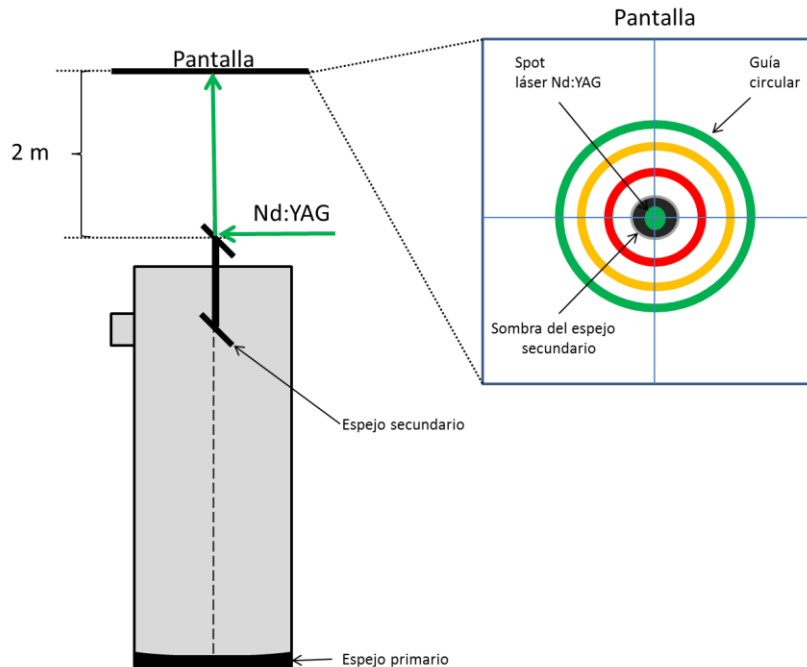 Pantalla
2 m
Nd:YAG
Espejo secundario
Espejo primario
Pantalla
Spot
láser Nd:YAG
Guía
circular
Sombra del espejo
secundario